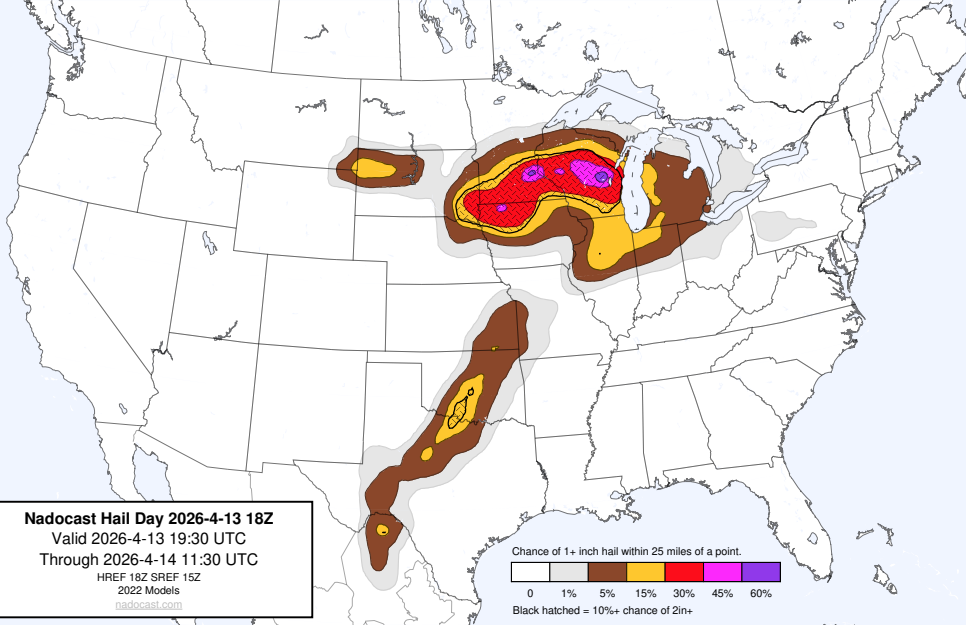 Nadocast Hail Day 2026-4-13 18Z
Valid 2026-4-13 19:30 UTC
Through 2026-4-14 11:30 UTC
HREF 18Z SREF 15Z
2022 Models
nadocast.com
Chance of 1+ inch hail within 25 miles of a point.
0 1% 5% 15% 30% 45% 60%
Black hatched = 10%+ chance of 2in+